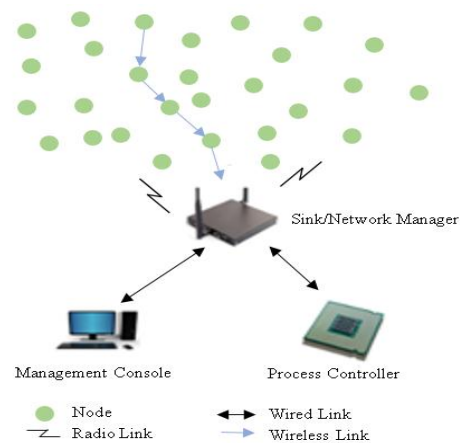 Sink/Network Manager
Management Console
Process Controller
Node
Wired Link
Radio Link
Wireless Link